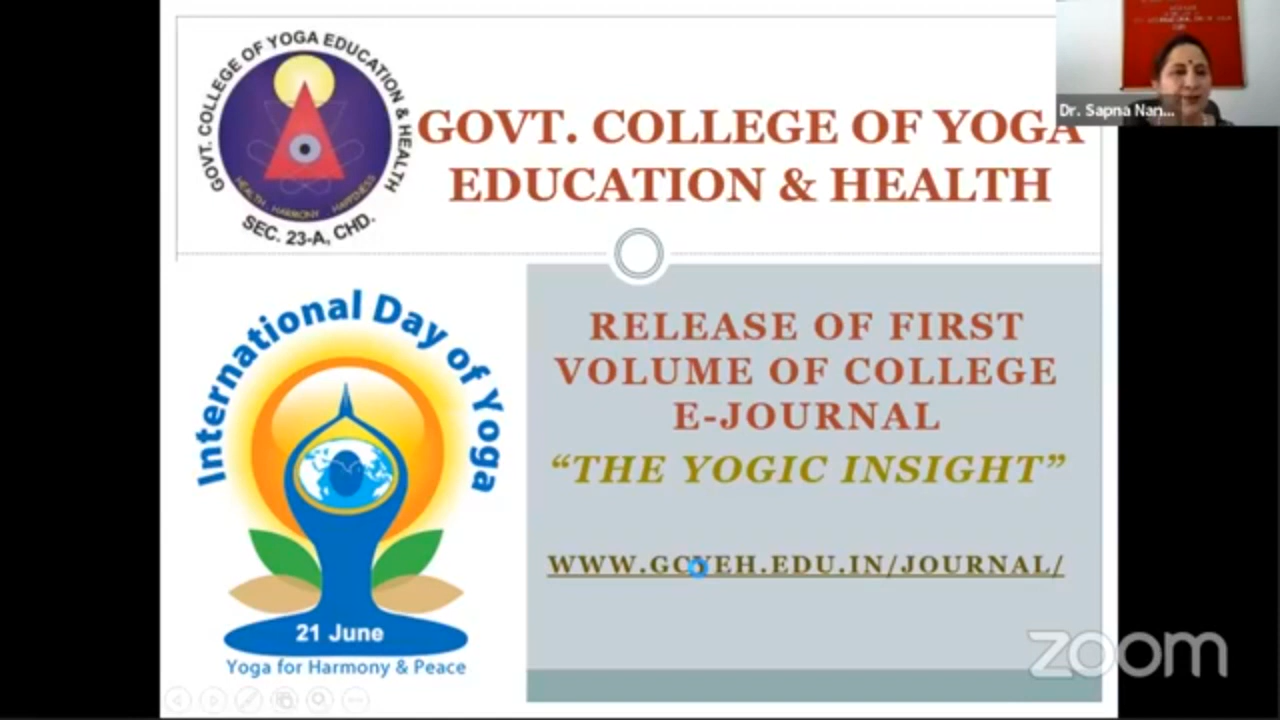 GOVT. COLLEGE OF YOGA EDUCATION & HEALTH
HEALTH HARMONY HAPPINESS
SEC. 23-A, CHD.
GOVT. COLLEGE OF YOGA
EDUCATION & HEALTH
Dr. Sapna Nan...
International Day of Yoga
21 June
Yoga for Harmony & Peace
RELEASE OF FIRST
VOLUME OF COLLEGE
E-JOURNAL
“THE YOGIC INSIGHT”
WWW.GCYEH.EDU.IN/JOURNAL/
zoom